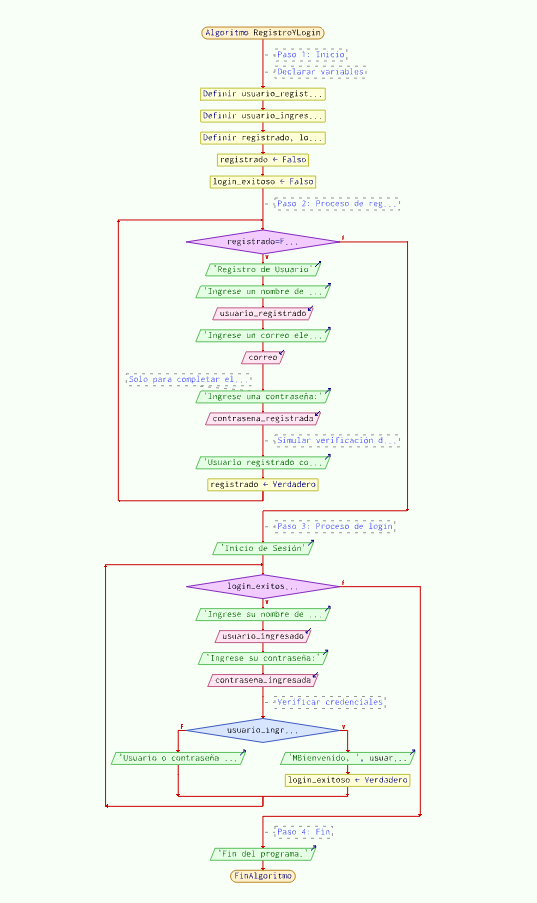 Algoritmo RegistroYLogin
Paso 1: Inicio
Declarar variables
Definir usuario_regist...
Definir usuario_ingres...
Definir registrado, lo...
registrado ← Falso
login_exitoso ← Falso
Paso 2: Proceso de reg...
registrado=F...
F
V
'Registro de Usuario'
'Ingrese un nombre de ...
usuario_registrado
'Ingrese un correo ele...
correo
Solo para completar el...
'Ingrese una contraseña:'
contrasena_registrada
Simular verificación d...
'Usuario registrado co...
registrado ← Verdadero
Paso 3: Proceso de login
'Inicio de Sesión'
login_exitos...
F
V
'Ingrese su nombre de ...
usuario_ingresado
'Ingrese su contraseña:'
contrasena_ingresada
Verificar credenciales
F
usuario_ingr...
V
'Usuario o contraseña ...
'MBienvenido, ', usuar...
login_exitoso ← Verdadero
Paso 4: Fin
'Fin del programa.'
FinAlgoritmo